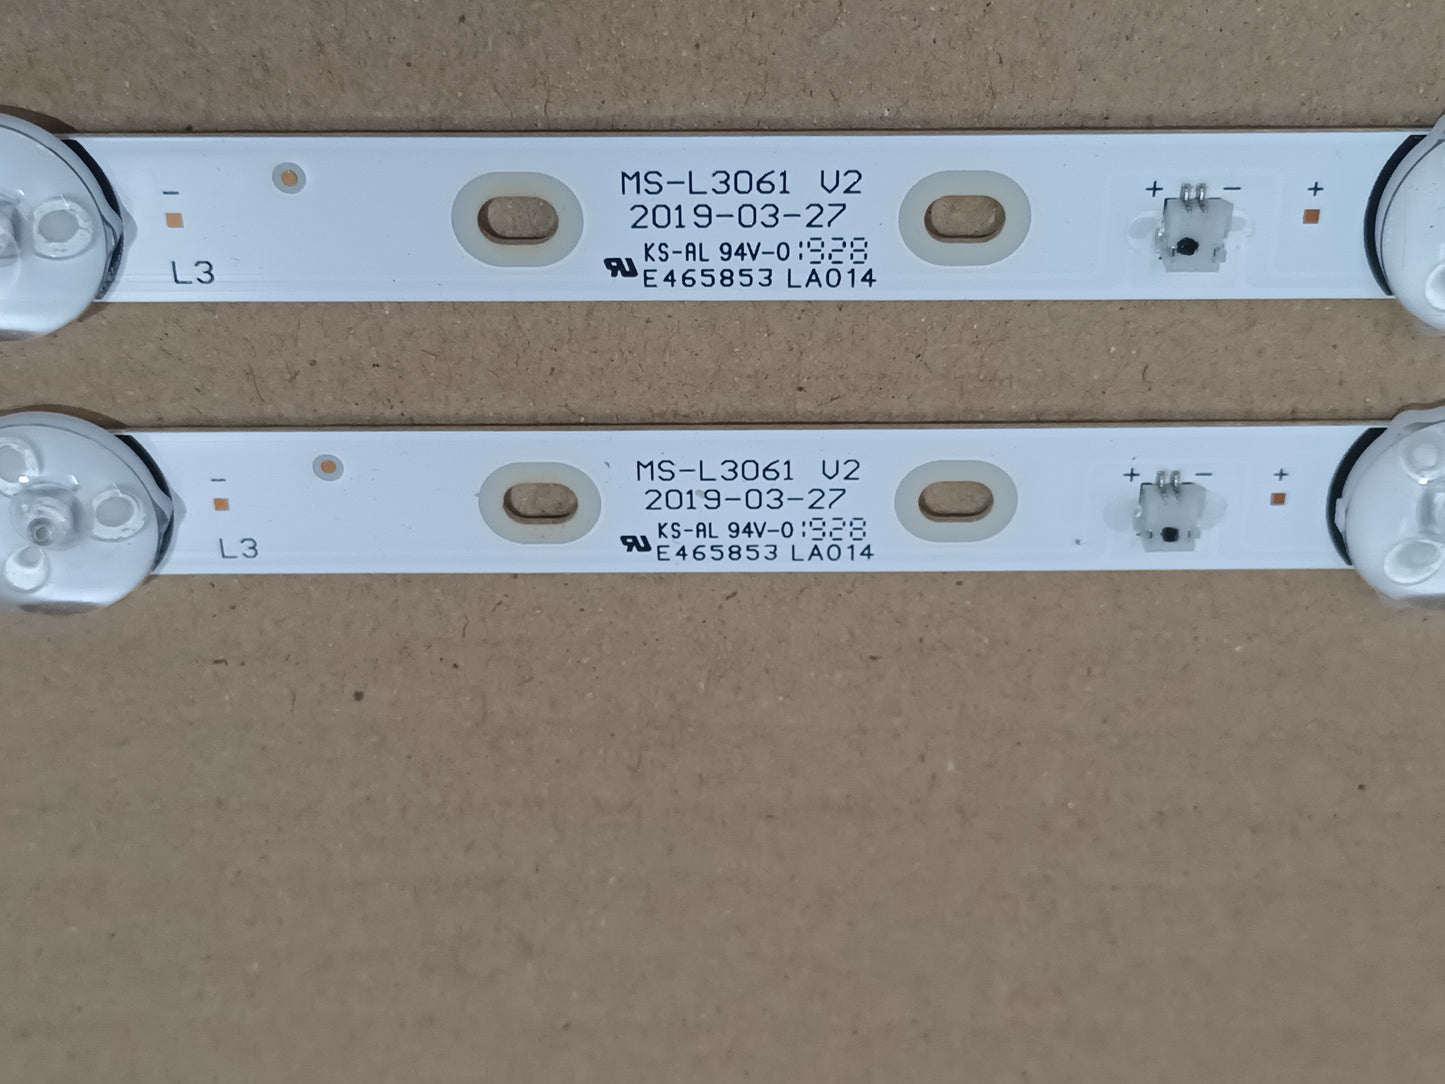 MS-L3061 V2
2019-03-27
KS-AL 94V-0 1928
E465853 LA014
- + - +
L3
MS-L3061 V2
2019-03-27
KS-AL 94V-0 1928
E465853 LA014
- + - +
L3